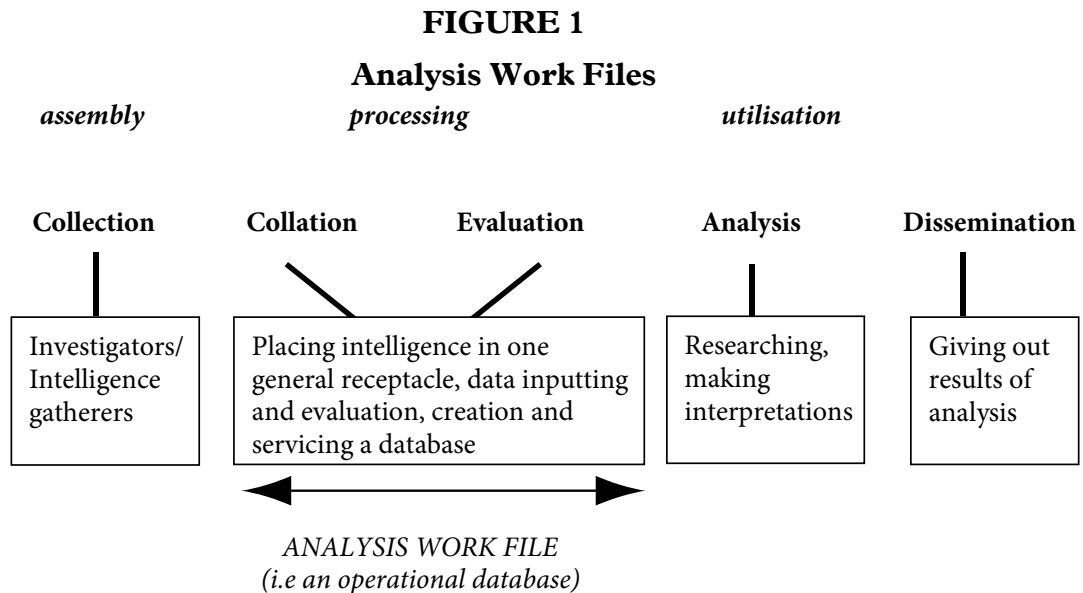 FIGURE 1
Analysis Work Files
assembly processing utilisation
Collection Collation Evaluation Analysis Dissemination
Investigators/
Intelligence
gatherers
Placing intelligence in one
general receptacle, data inputting
and evaluation, creation and
servicing a database
Researching,
making
interpretations
Giving out
results of
analysis
ANALYSIS WORK FILE
(i.e an operational database)